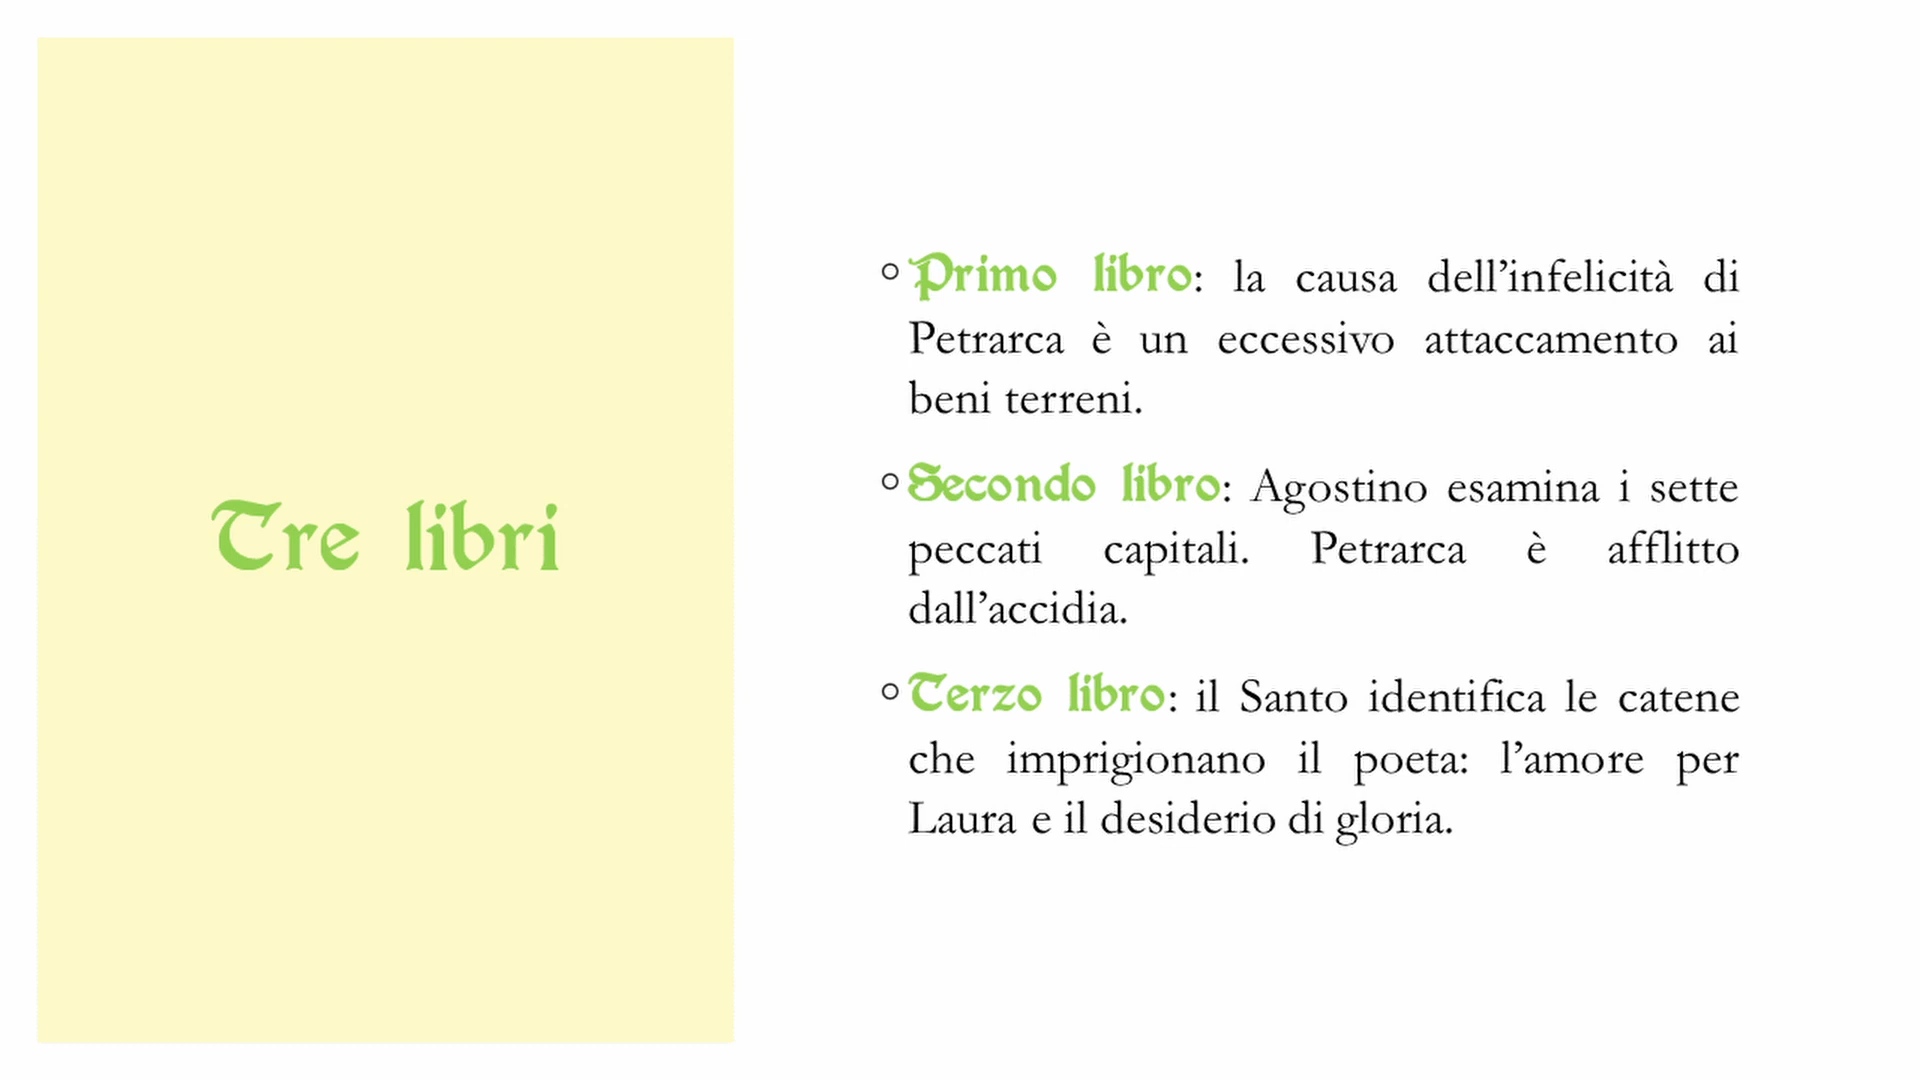 Tre libri
Primo libro: la causa dell’infelicità di
Petrarca è un eccessivo attaccamento ai
beni terreni.
Secondo libro: Agostino esamina i sette
peccati capitali. Petrarca è afflitto
dall’accidia.
Terzo libro: il Santo identifica le catene
che imprigionano il poeta: l’amore per
Laura e il desiderio di gloria.